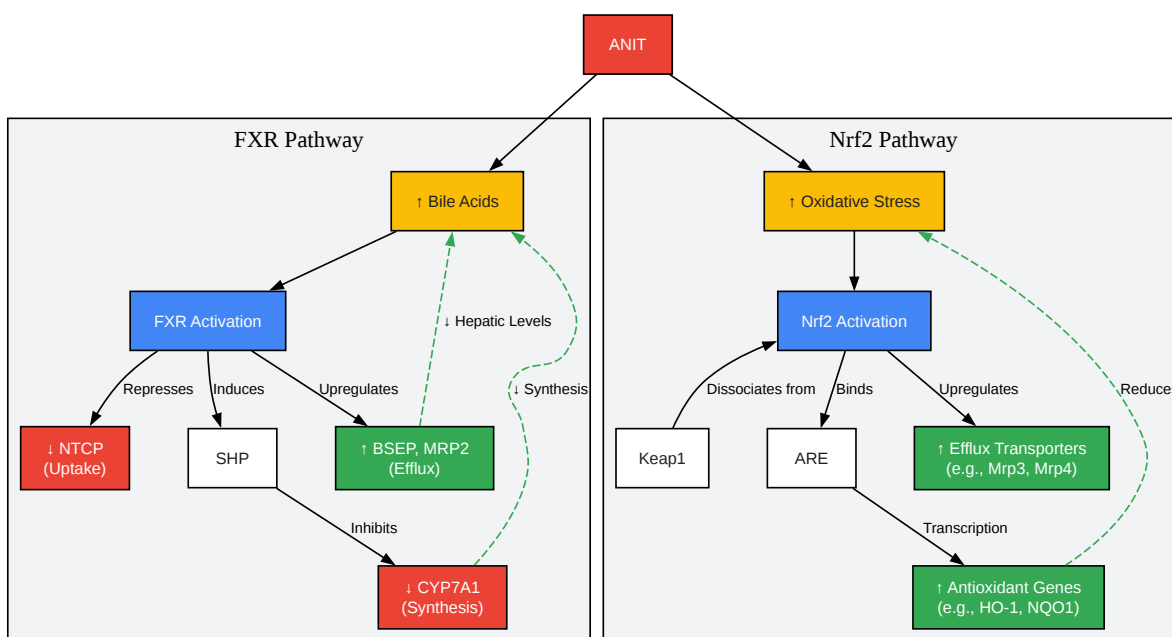 ANIT
FXR Pathway
↑ Bile Acids
↓ Hepatic Levels
FXR Activation
↓ Synthesis
Represses
Induces
Upregulates
↓ NTCP
(Uptake)
SHP
↑ BSEP, MRP2
(Efflux)
Inhibits
↓ CYP7A1
(Synthesis)
Nrf2 Pathway
↑ Oxidative Stress
Nrf2 Activation
Dissociates from
Binds
Upregulates
Reduce
Keap1
ARE
↑ Efflux Transporters
(e.g., Mrp3, Mrp4)
Transcription
↑ Antioxidant Genes
(e.g., HO-1, NQO1)